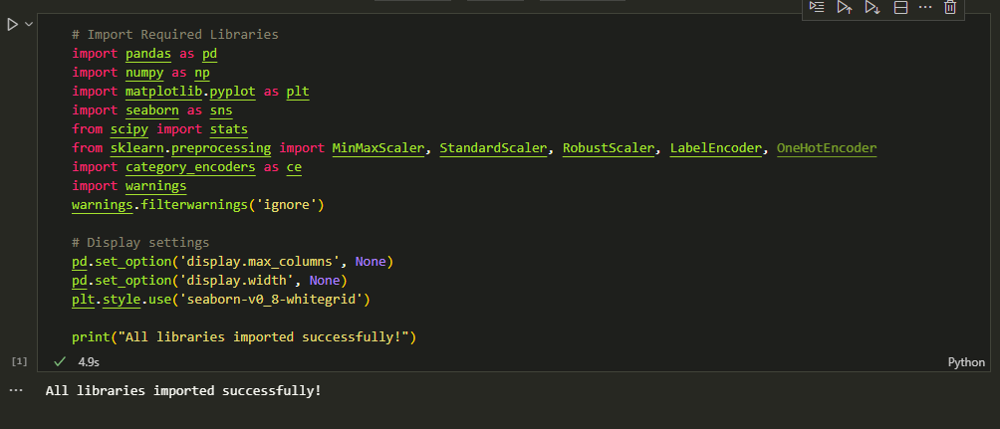 # Import Required Libraries
import pandas as pd
import numpy as np
import matplotlib.pyplot as plt
import seaborn as sns
from scipy import stats
from sklearn.preprocessing import MinMaxScaler, StandardScaler, RobustScaler, LabelEncoder, OneHotEncoder
import category_encoders as ce
import warnings
warnings.filterwarnings('ignore')
# Display settings
pd.set_option('display.max_columns', None)
pd.set_option('display.width', None)
plt.style.use('seaborn-v0_8-whitegrid')
print("All libraries imported successfully!")
[1] 4.9s Python
All libraries imported successfully!